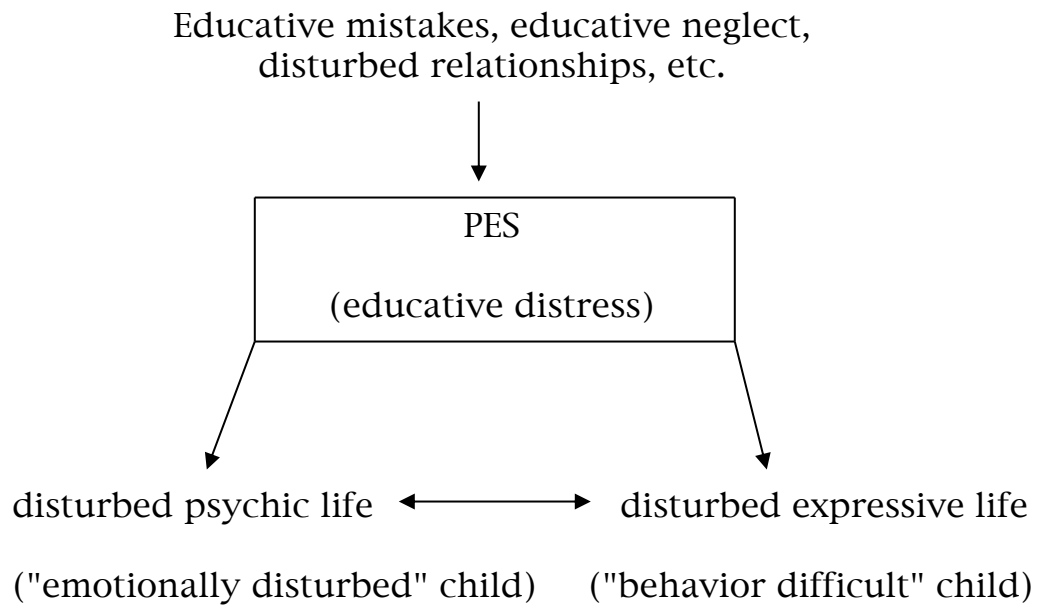 Educative mistakes, educative neglect,
disturbed relationships, etc.
PES
(educative distress)
disturbed psychic life
disturbed expressive life
("emotionally disturbed" child)
("behavior difficult" child)